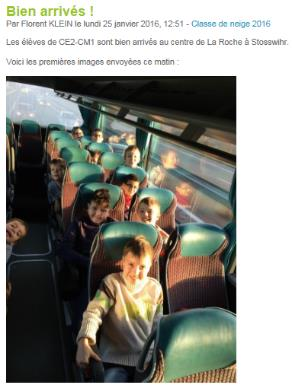 Bien arrivés !
Par Florent KLEIN le lundi 25 janvier 2016, 12:51 - Classe de neige 2016
Les élèves de CE2-CM1 sont bien arrivés au centre de La Roche à Stosswihr.
Voici les premières images envoyées ce matin :